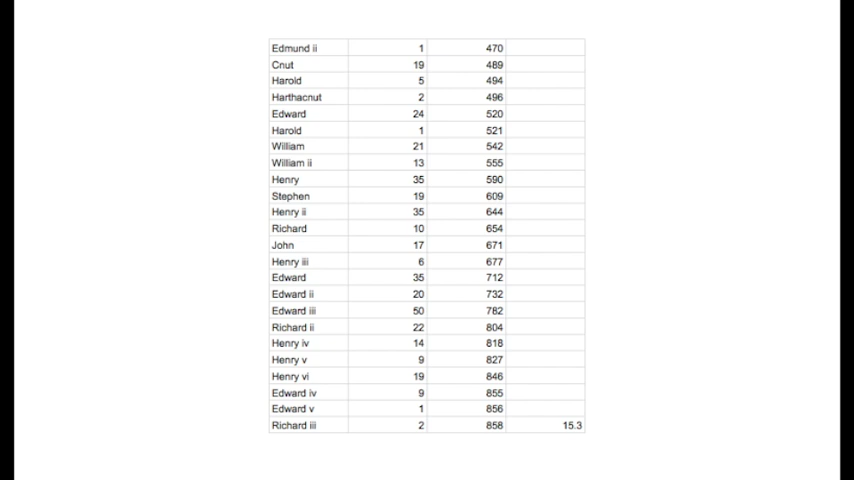 Edmund ii 1 470
Cnut 19 489
Harold 5 494
Harthacnut 2 496
Edward 24 520
Harold 1 521
William 21 542
William ii 13 555
Henry 35 590
Stephen 19 609
Henry ii 35 644
Richard 10 654
John 17 671
Henry iii 6 677
Edward 35 712
Edward ii 20 732
Edward iii 50 782
Richard ii 22 804
Henry iv 14 818
Henry v 9 827
Henry vi 19 846
Edward iv 9 855
Edward v 1 856
Richard iii 2 858 15.3